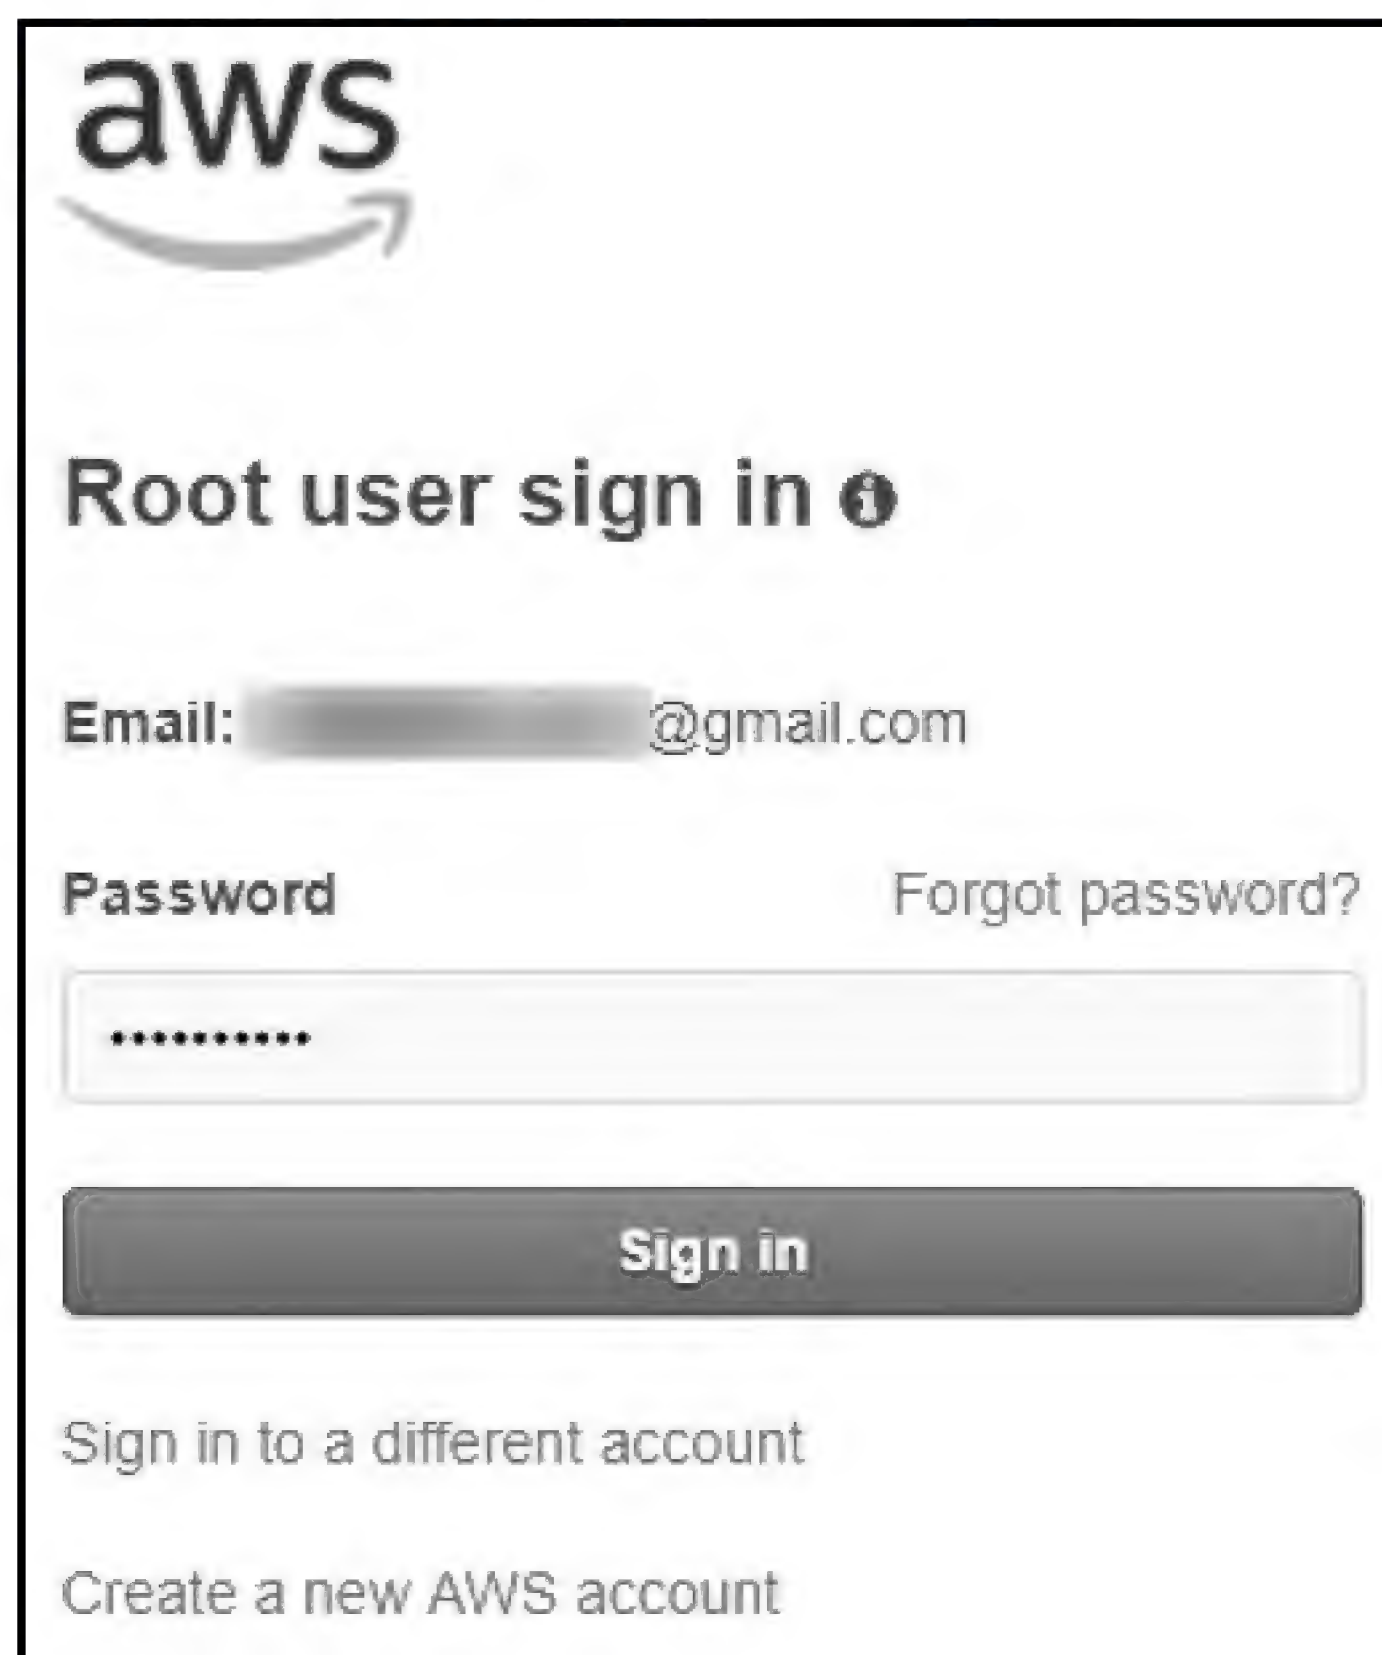 aws
Root user sign in
Email: @gmail.com
Password Forgot password?
••••••••••
Sign in
Sign in to a different account
Create a new AWS account